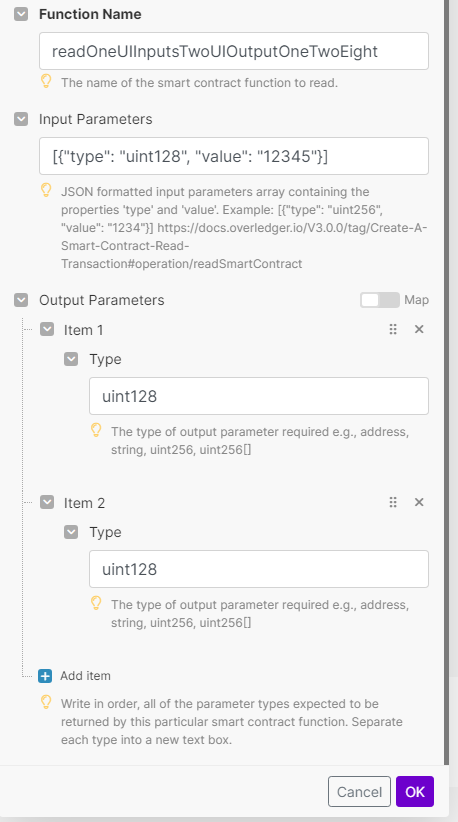 Function Name
readOneUIInputsTwoUIOutputOneTwoEight
The name of the smart contract function to read.
Input Parameters
[{"type": "uint128", "value": "12345"}]
JSON formatted input parameters array containing the
properties 'type' and 'value'. Example: [{"type": "uint256",
"value": "1234"}] https://docs.overledger.io/V3.0.0/tag/Create-A-
Smart-Contract-Read-
Transaction#operation/readSmartContract
Output Parameters
Map
Item 1
Type
uint128
The type of output parameter required e.g., address,
string, uint256, uint256[]
Item 2
Type
uint128
The type of output parameter required e.g., address,
string, uint256, uint256[]
Add item
Write in order, all of the parameter types expected to be
returned by this particular smart contract function. Separate
each type into a new text box.
Cancel
OK